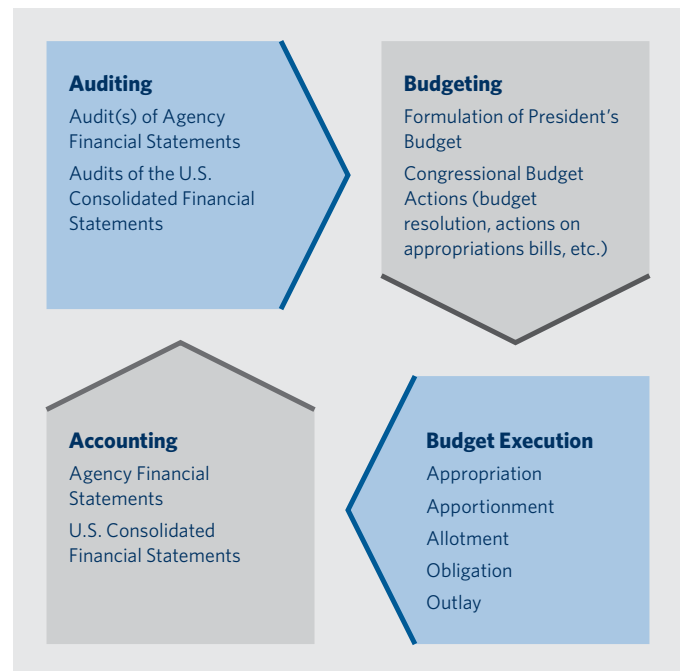 Auditing
Audit(s) of Agency
Financial Statements
Audits of the U.S.
Consolidated Financial
Statements
Budgeting
Formulation of President’s
Budget
Congressional Budget
Actions (budget
resolution, actions on
appropriations bills, etc.)
Accounting
Agency Financial
Statements
U.S. Consolidated
Financial Statements
Budget Execution
Appropriation
Apportionment
Allotment
Obligation
Outlay